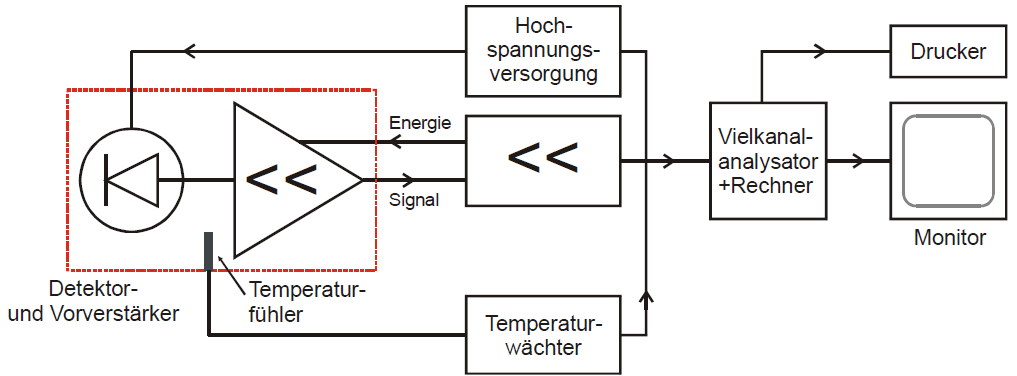 Hoch-
spannungs-
versorgung
Drucker
Energie
<<
<<
Signal
Vielkanal-
analysator
+Rechner
Monitor
Detektor-
und Vorverstärker
Temperatur-
fühler
Temperatur-
wächter